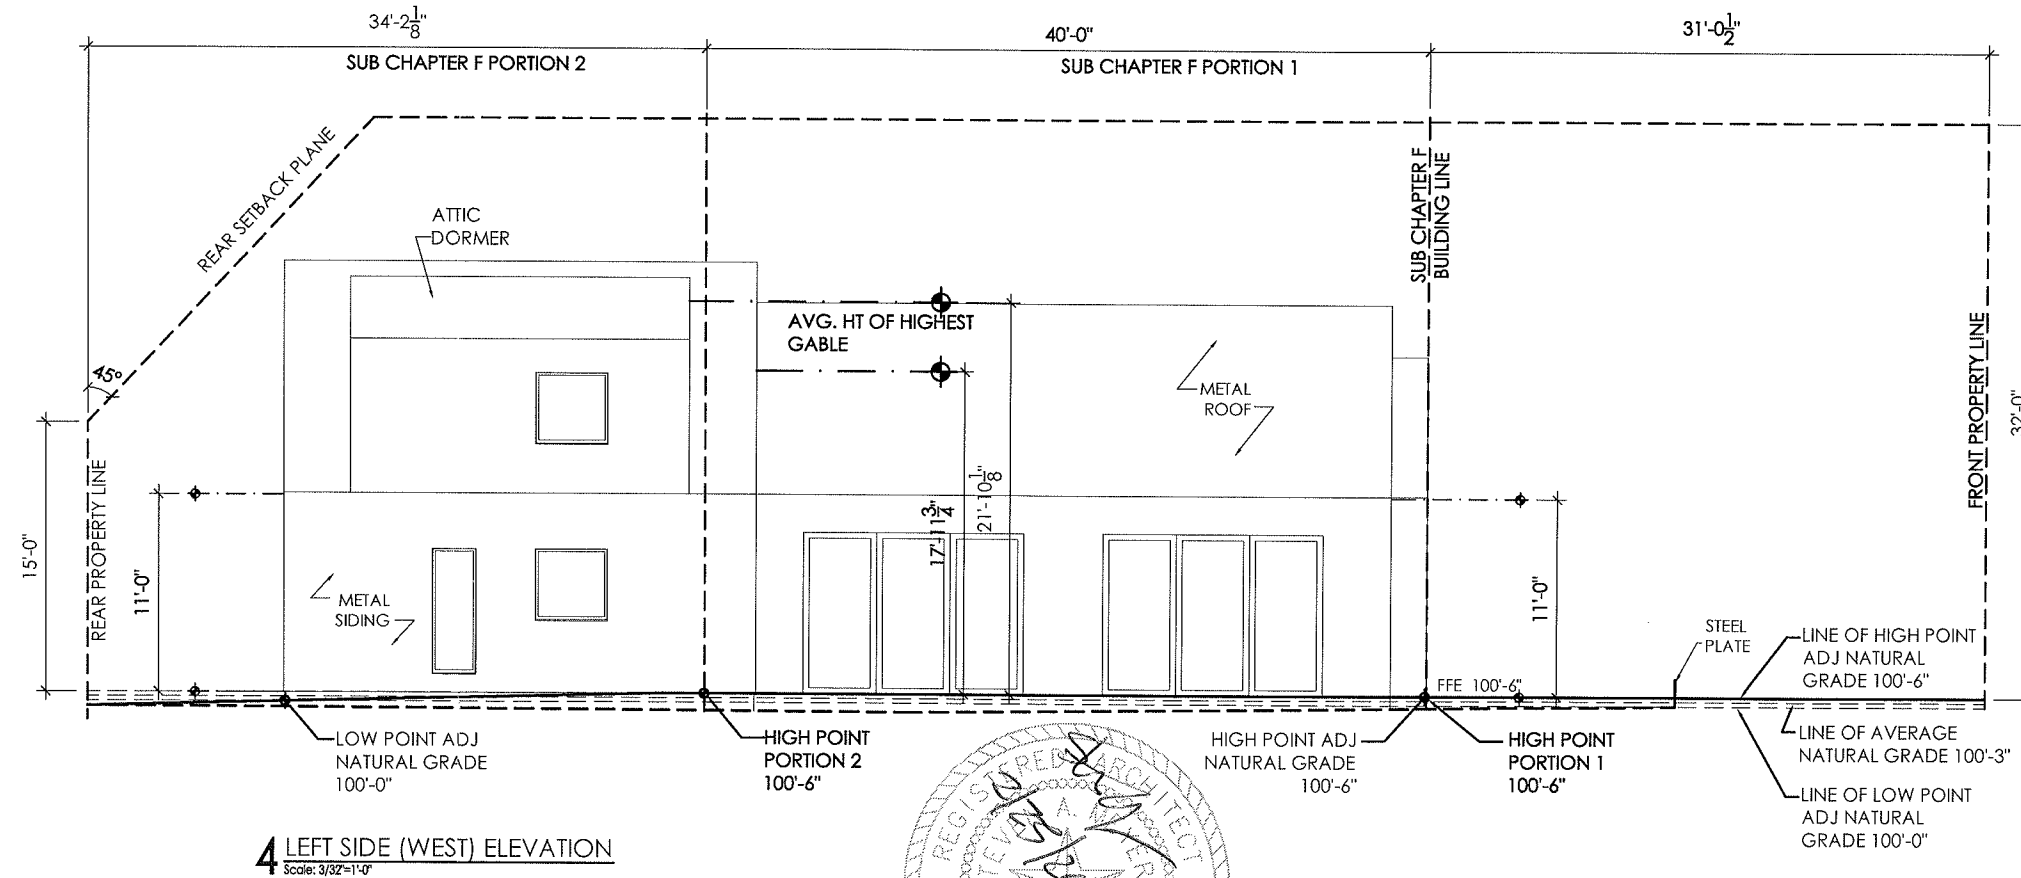 34'-2 1/8"
40'-0"
31'-0 1/2"
SUB CHAPTER F PORTION 2
SUB CHAPTER F PORTION 1
REAR SETBACK PLANE
SUB CHAPTER F
BUILDING LINE
ATTIC
DORMER
AVG. HT OF HIGHEST
GABLE
45°
METAL
ROOF
FRONT PROPERTY LINE
32'-0"
15'-0"
REAR PROPERTY LINE
11'-0"
METAL
SIDING
17'-11 3/4"
21'-10 1/8"
11'-0"
STEEL
PLATE
FFE 100'-6"
LINE OF HIGH POINT
ADJ NATURAL
GRADE 100'-6"
LOW POINT ADJ
NATURAL GRADE
100'-0"
HIGH POINT
PORTION 2
100'-6"
HIGH POINT ADJ
NATURAL GRADE
100'-6"
HIGH POINT
PORTION 1
100'-6"
LINE OF AVERAGE
NATURAL GRADE 100'-3"
LINE OF LOW POINT
ADJ NATURAL
GRADE 100'-0"
REGISTERED ARCHITECT
4 LEFT SIDE (WEST) ELEVATION
Scale: 3/32"=1'-0"